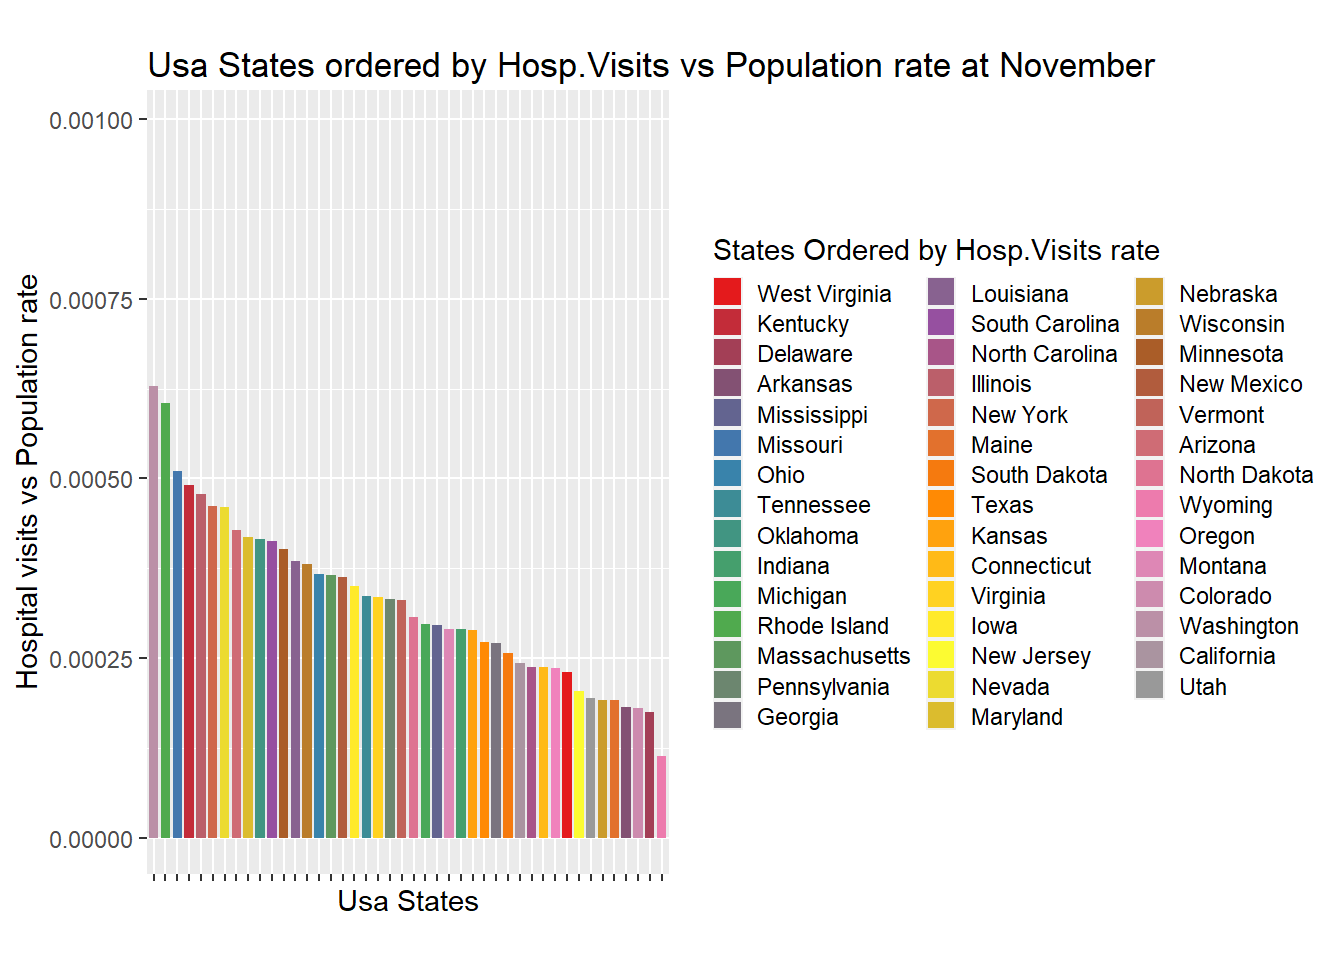 Usa States ordered by Hosp.Visits vs Population rate at November
0.00100
0.00075
0.00050
0.00025
0.00000
Hospital visits vs Population rate
Usa States
States Ordered by Hosp.Visits rate
West Virginia
Kentucky
Delaware
Arkansas
Mississippi
Missouri
Ohio
Tennessee
Oklahoma
Indiana
Michigan
Rhode Island
Massachusetts
Pennsylvania
Georgia
Louisiana
South Carolina
North Carolina
Illinois
New York
Maine
South Dakota
Texas
Kansas
Connecticut
Virginia
Iowa
New Jersey
Nevada
Maryland
Nebraska
Wisconsin
Minnesota
New Mexico
Vermont
Arizona
North Dakota
Wyoming
Oregon
Montana
Colorado
Washington
California
Utah